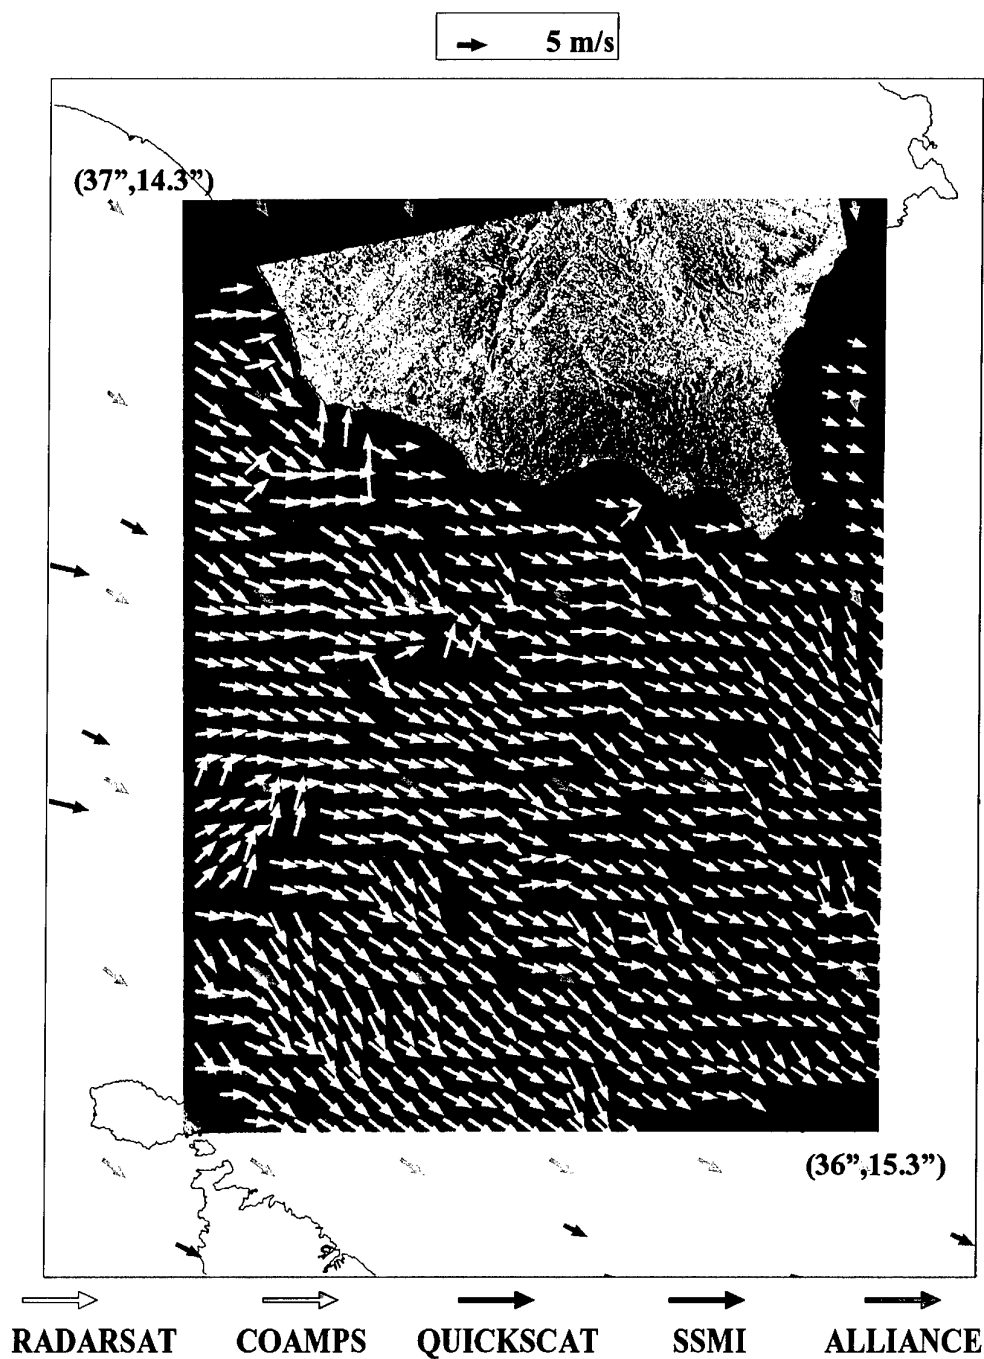 5 m/s
(37”,14.3”)
(36”,15.3”)
RADARSAT COAMPS QUICKSCAT SSMI ALLIANCE